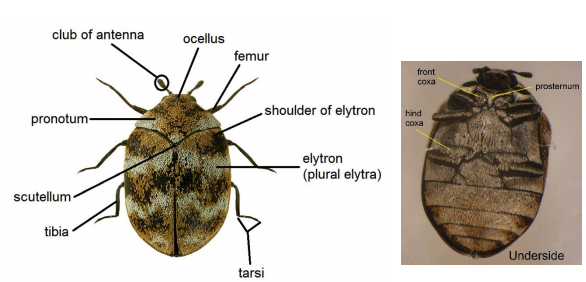 club of antenna
ocellus
femur
pronotum
shoulder of elytron
elytron
(plural elytra)
scutellum
tibia
tarsi
front
coxa
prosternum
hind
coxa
Underside